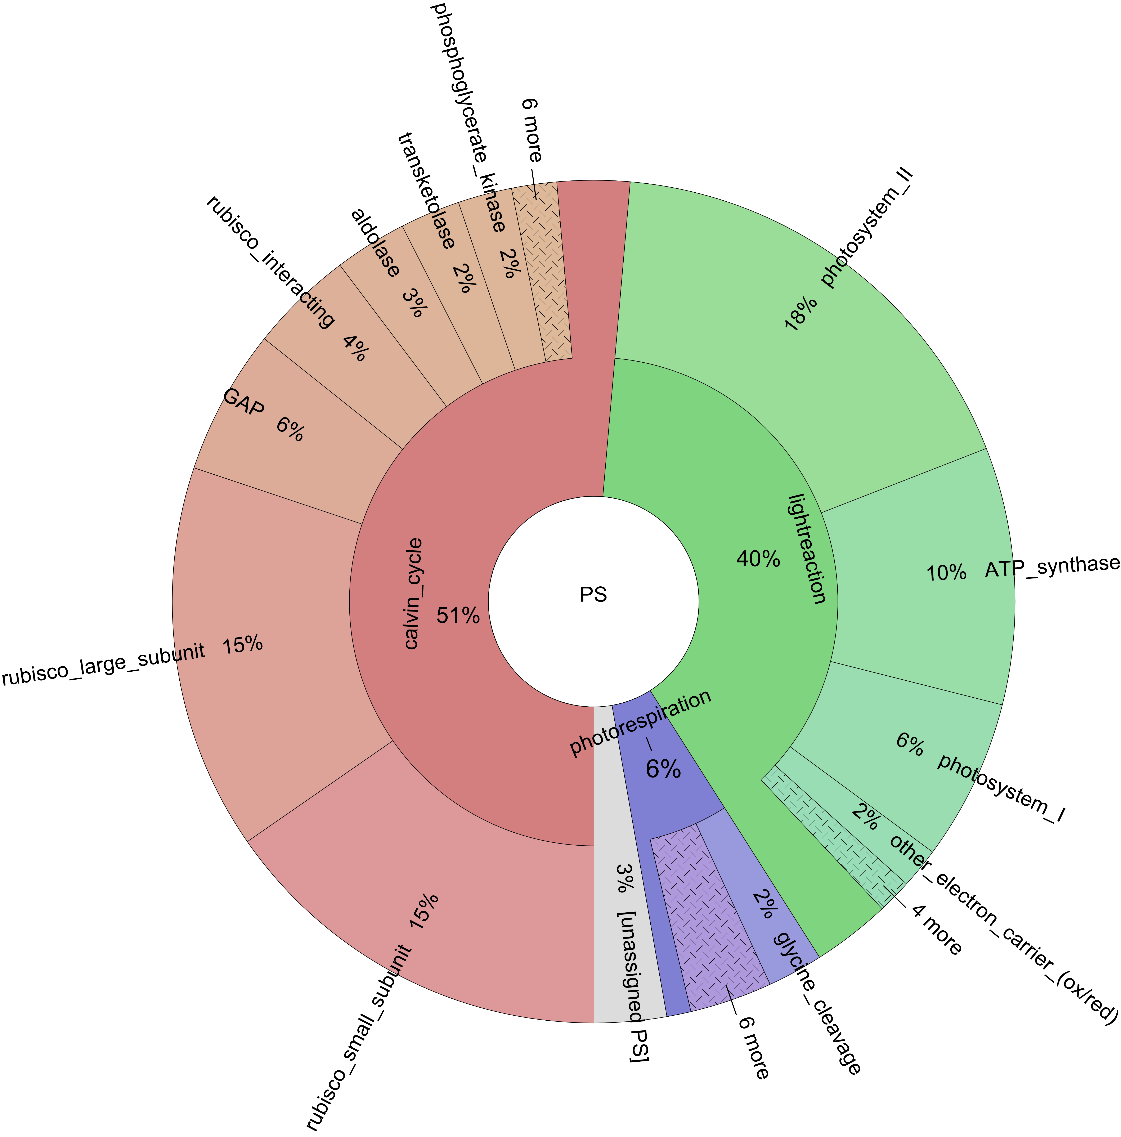 phosphoglycerate_kinase 2%
6 more
transketolase 2%
aldolase 3%
rubisco_interacting 4%
GAP 6%
rubisco_large_subunit 15%
rubisco_small_subunit 15%
calvin_cycle 51%
PS
40% lightreaction
18% photosystem_II
10% ATP_synthase
6% photosystem_I
2% other_electron_carrier_(ox/red)
4 more
photorespiration
6%
2% glycine_cleavage
6 more
3% [unassigned PS]